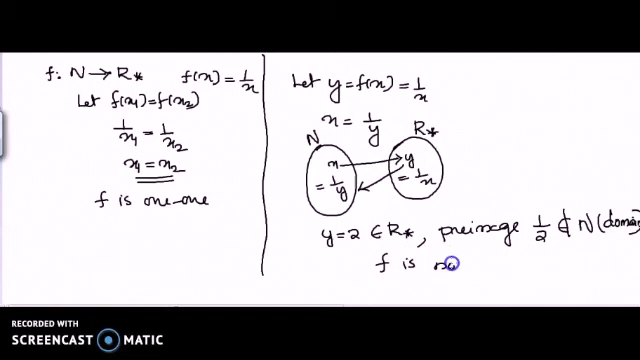 f: N → R* f(x) = 1/x
Let f(x1) = f(x2)
1/x1 = 1/x2
x1 = x2
f is one-one
Let y = f(x) = 1/x
x = 1/y
N R*
x y
= 1/y = 1/x
y = 2 ∈ R*, preimage 1/2 ∉ N (domain)
f is no
RECORDED WITH
SCREENCAST MATIC